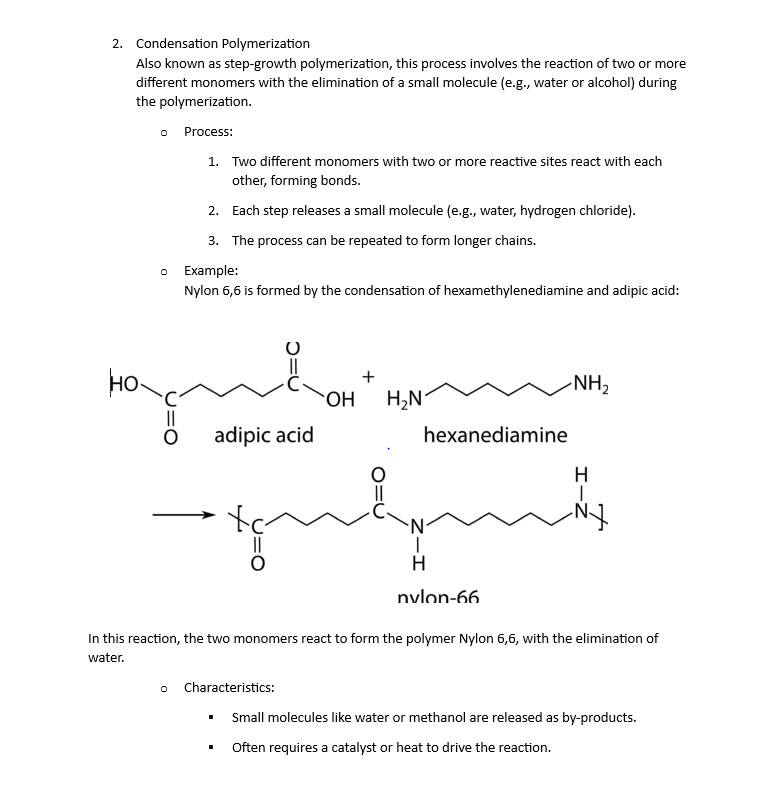 2. Condensation Polymerization
Also known as step-growth polymerization, this process involves the reaction of two or more
different monomers with the elimination of a small molecule (e.g., water or alcohol) during
the polymerization.
o Process:
1. Two different monomers with two or more reactive sites react with each
other, forming bonds.
2. Each step releases a small molecule (e.g., water, hydrogen chloride).
3. The process can be repeated to form longer chains.
o Example:
Nylon 6,6 is formed by the condensation of hexamethylenediamine and adipic acid:
O
HO C + NH₂
C OH H₂N
O adipic acid hexanediamine
O H
C N
C N
O H
nylon-66
In this reaction, the two monomers react to form the polymer Nylon 6,6, with the elimination of
water.
o Characteristics:
▪ Small molecules like water or methanol are released as by-products.
▪ Often requires a catalyst or heat to drive the reaction.